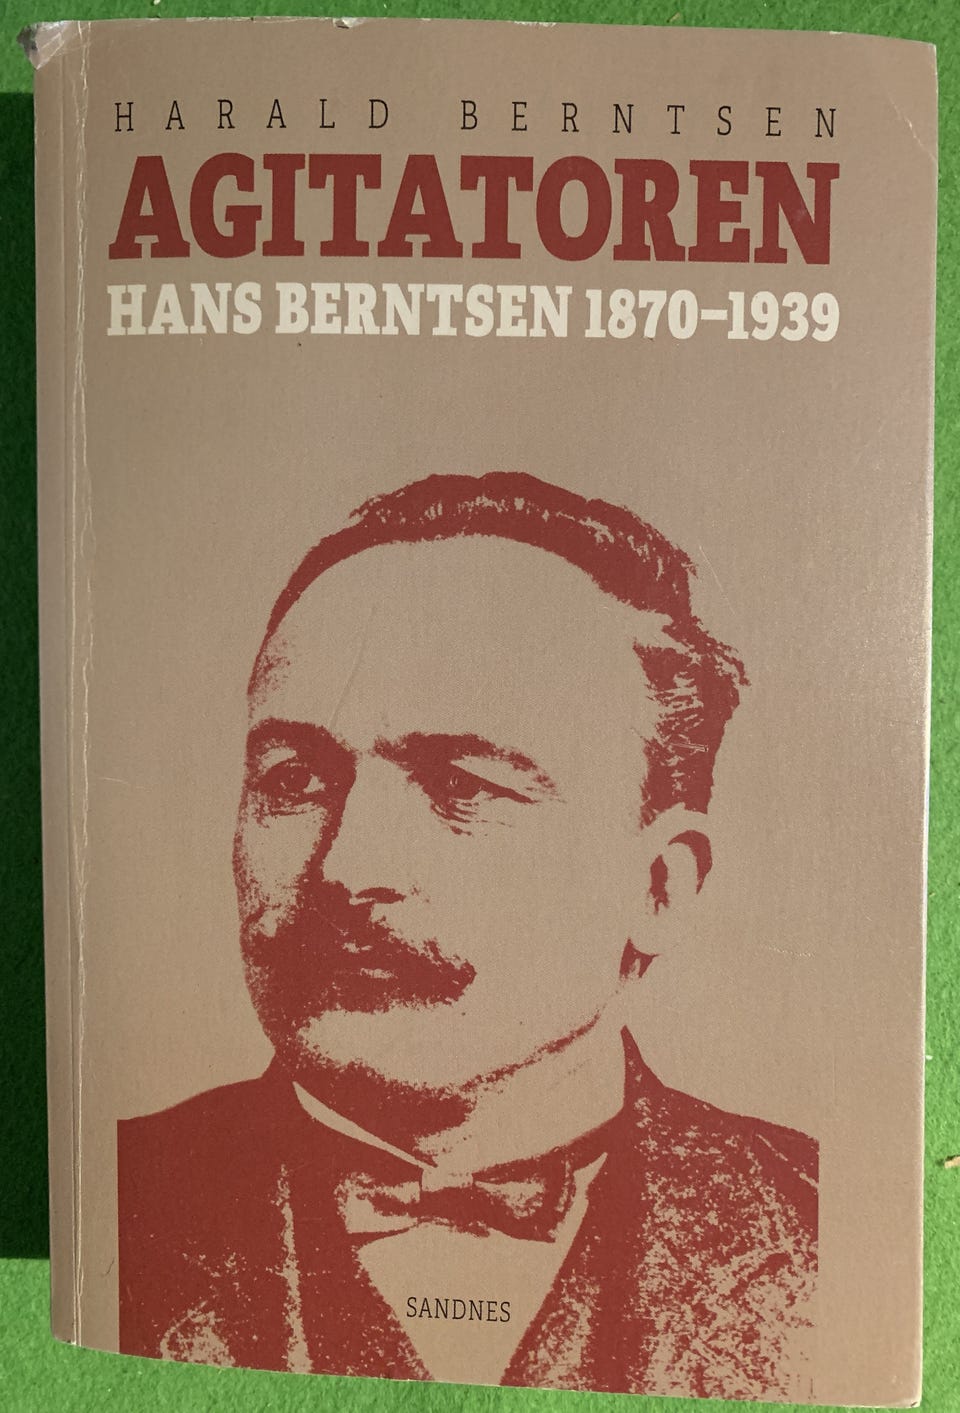 HARALD BERNTSEN
AGITATOREN
HANS BERNTSEN 1870–1939
SANDNES